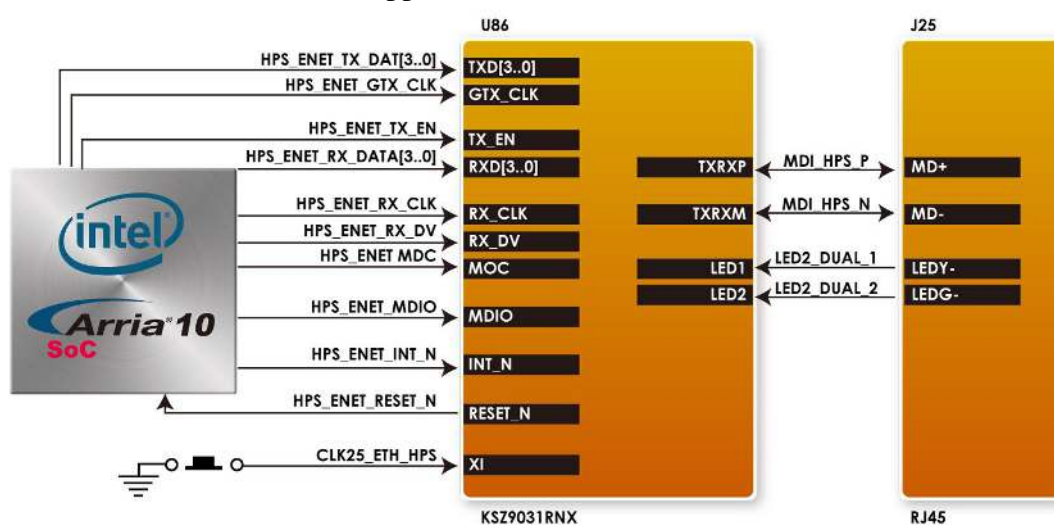 U86
J25
HPS_ENET_TX_DAT[3..0]
TXD[3..0]
HPS_ENET_GTX_CLK
GTX_CLK
HPS_ENET_TX_EN
TX_EN
HPS_ENET_RX_DATA[3..0]
RXD[3..0]
TXRXP
MDI_HPS_P
MD+
HPS_ENET_RX_CLK
RX_CLK
TXRXM
MDI_HPS_N
MD-
HPS_ENET_RX_DV
RX_DV
HPS_ENET MDC
MOC
LED1
LED2_DUAL_1
LEDY-
LED2
LED2_DUAL_2
LEDG-
intel
Arria 10
SoC
HPS_ENET_MDIO
MDIO
HPS_ENET_INT_N
INT_N
HPS_ENET_RESET_N
RESET_N
CLK25_ETH_HPS
XI
KSZ9031RNX
RJ45